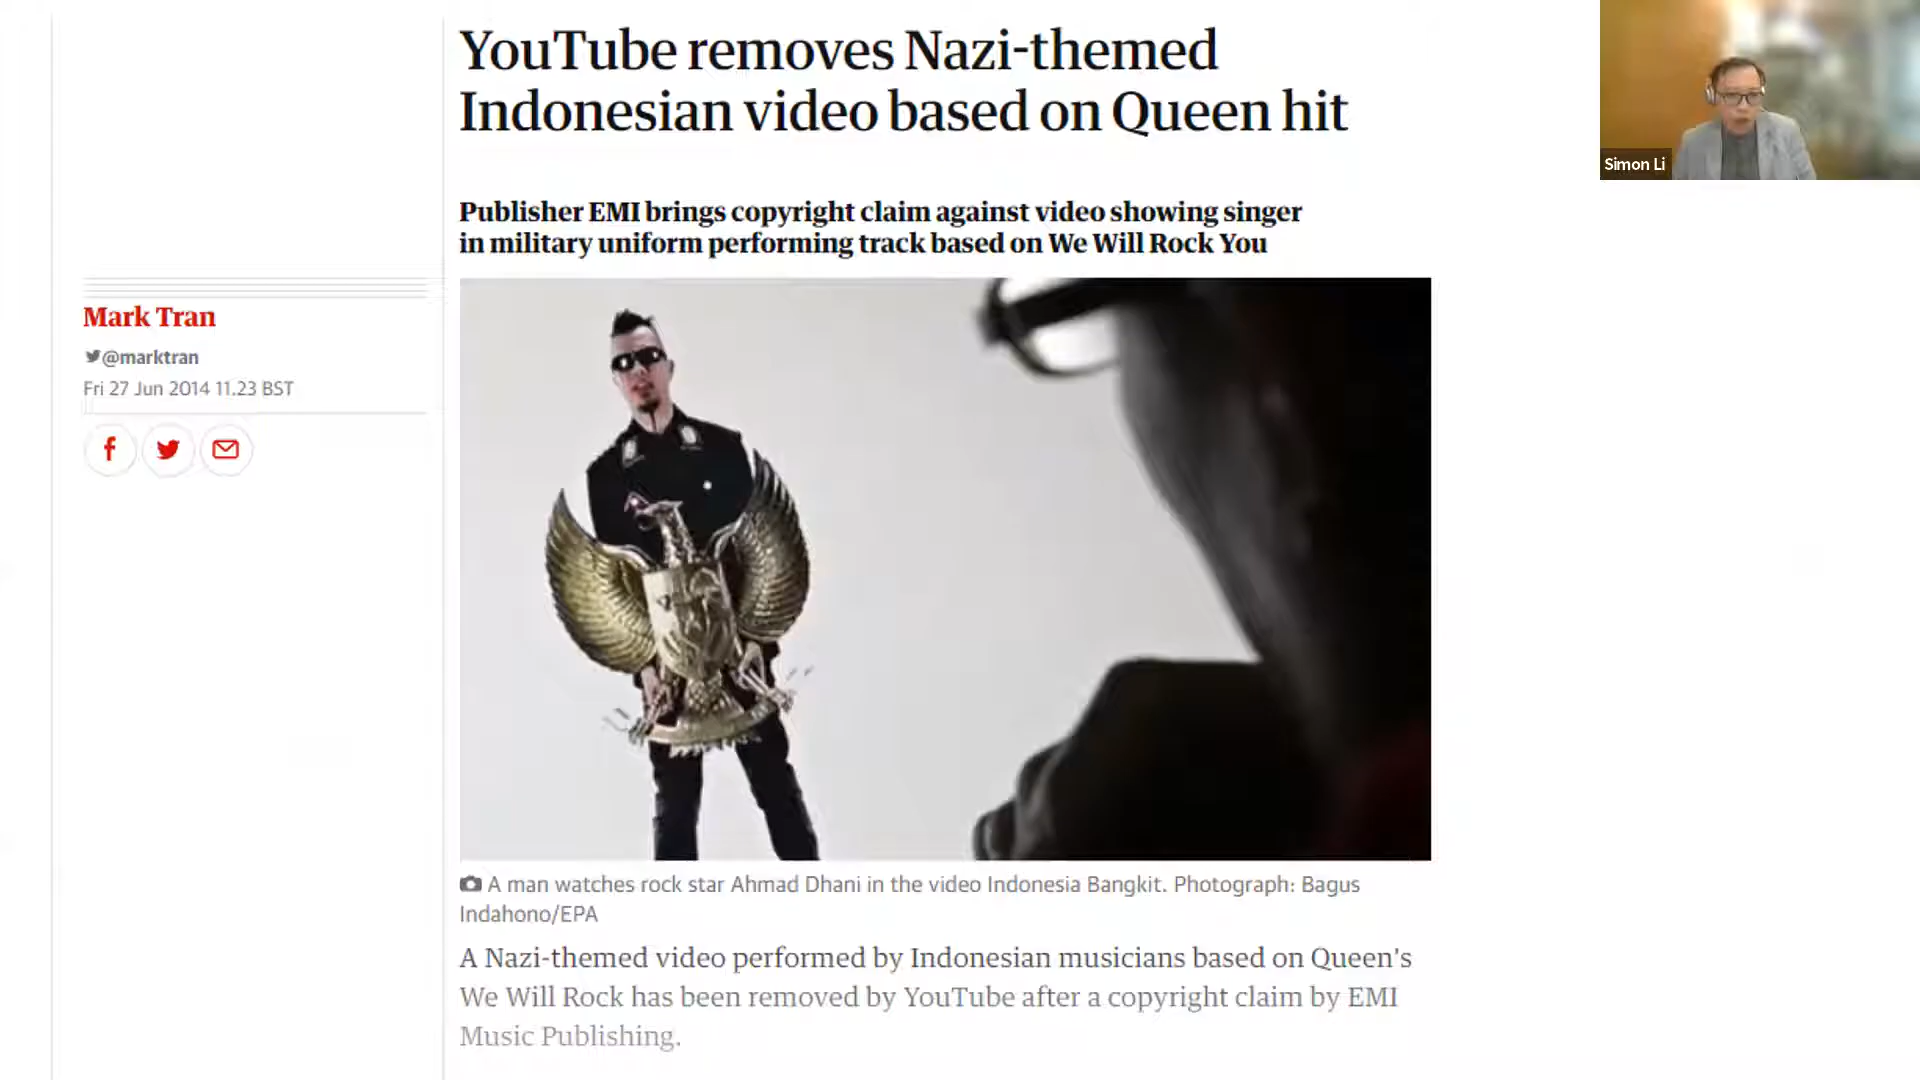 YouTube removes Nazi-themed
Indonesian video based on Queen hit
Publisher EMI brings copyright claim against video showing singer
in military uniform performing track based on We Will Rock You
Mark Tran
@marktran
Fri 27 Jun 2014 11.23 BST
A man watches rock star Ahmad Dhani in the video Indonesia Bangkit. Photograph: Bagus
Indahono/EPA
A Nazi-themed video performed by Indonesian musicians based on Queen's
We Will Rock has been removed by YouTube after a copyright claim by EMI
Music Publishing.
Simon Li